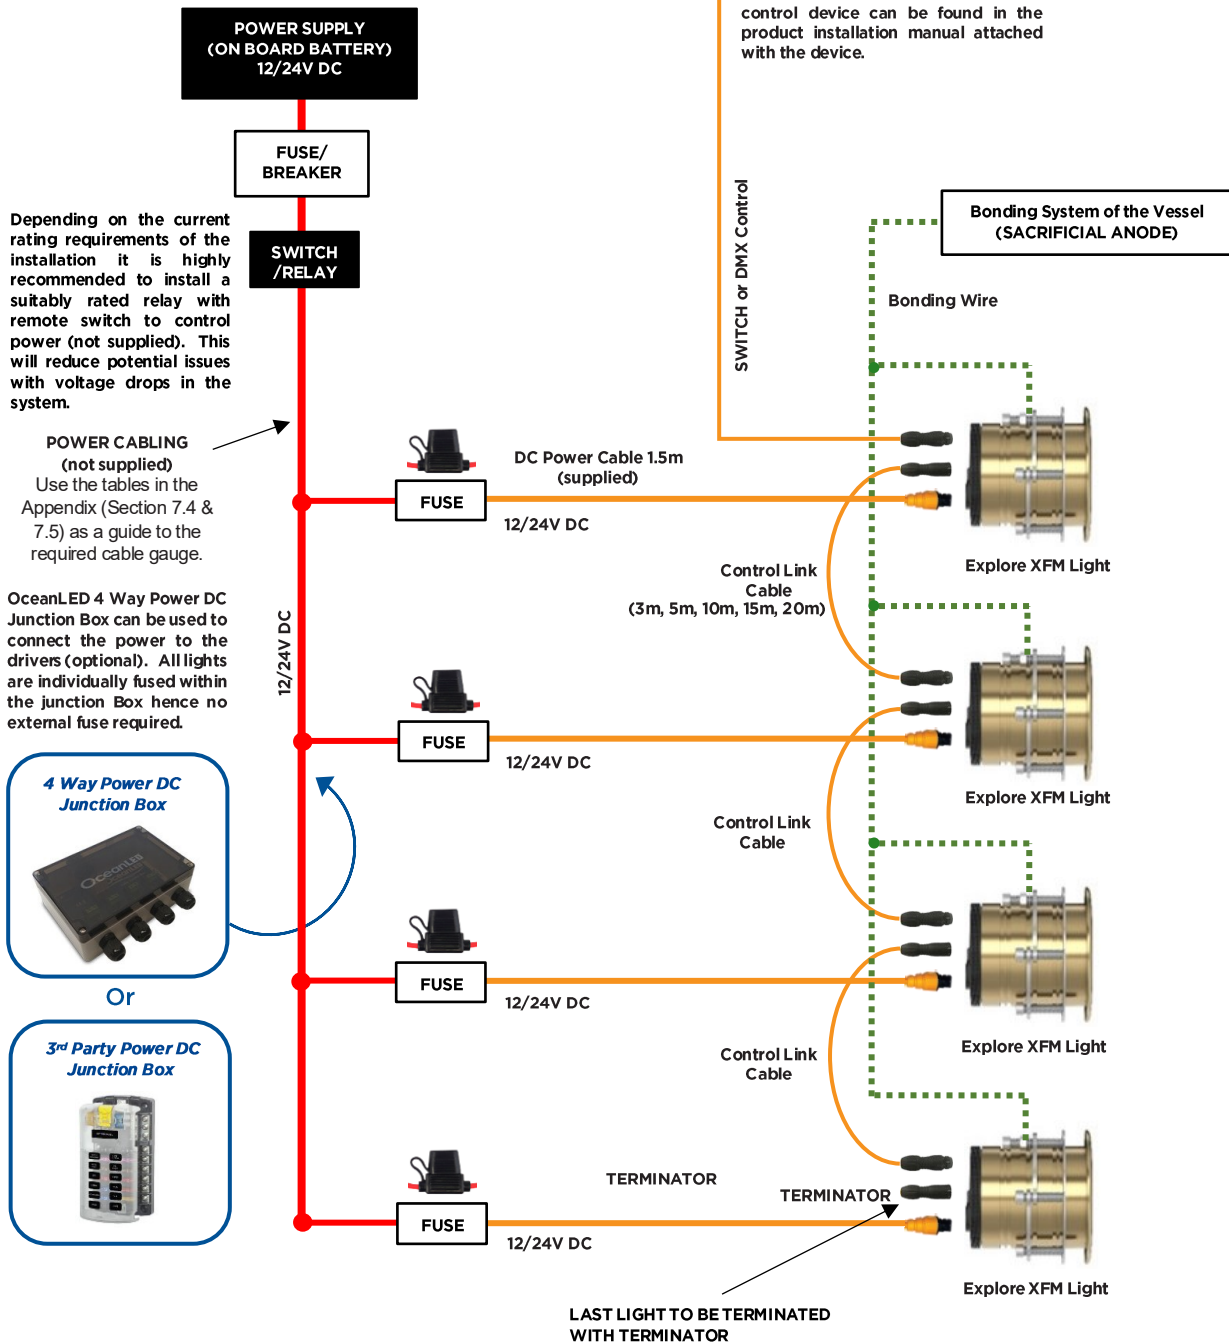 control device can be found in the
product installation manual attached
with the device.
POWER SUPPLY
(ON BOARD BATTERY)
12/24V DC
FUSE/
BREAKER
SWITCH
/RELAY
Depending on the current
rating requirements of the
installation it is highly
recommended to install a
suitably rated relay with
remote switch to control
power (not supplied). This
will reduce potential issues
with voltage drops in the
system.
SWITCH or DMX Control
Bonding System of the Vessel
(SACRIFICIAL ANODE)
Bonding Wire
POWER CABLING
(not supplied)
Use the tables in the
Appendix (Section 7.4 &
7.5) as a guide to the
required cable gauge.
DC Power Cable 1.5m
(supplied)
FUSE
12/24V DC
Explore XFM Light
Control Link
Cable
(3m, 5m, 10m, 15m, 20m)
OceanLED 4 Way Power DC
Junction Box can be used to
connect the power to the
drivers (optional). All lights
are individually fused within
the junction Box hence no
external fuse required.
12/24V DC
FUSE
12/24V DC
Explore XFM Light
4 Way Power DC
Junction Box
OceanLED
Control Link
Cable
FUSE
12/24V DC
Explore XFM Light
Or
3rd Party Power DC
Junction Box
Control Link
Cable
TERMINATOR
TERMINATOR
FUSE
12/24V DC
Explore XFM Light
LAST LIGHT TO BE TERMINATED
WITH TERMINATOR